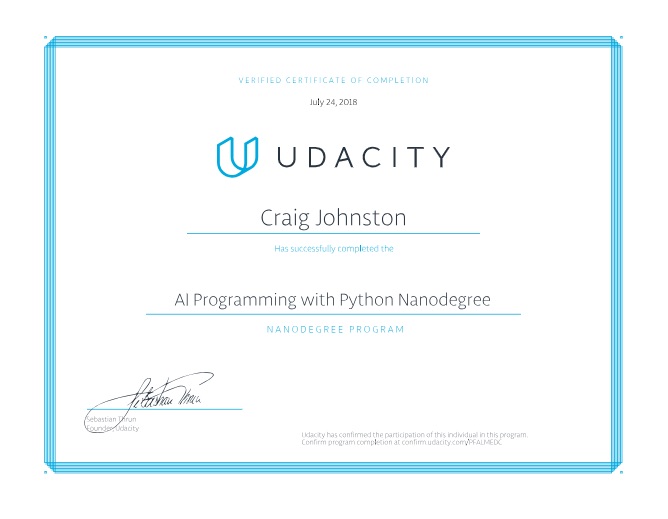 VERIFIED CERTIFICATE OF COMPLETION
July 24, 2018
UDACITY
Craig Johnston
Has successfully completed the
AI Programming with Python Nanodegree
NANODEGREE PROGRAM
Sebastian Thrun
Sebastian Thrun
Founder, Udacity
Udacity has confirmed the participation of this individual in this program.
Confirm program completion at confirm.udacity.com/PFALMEDC